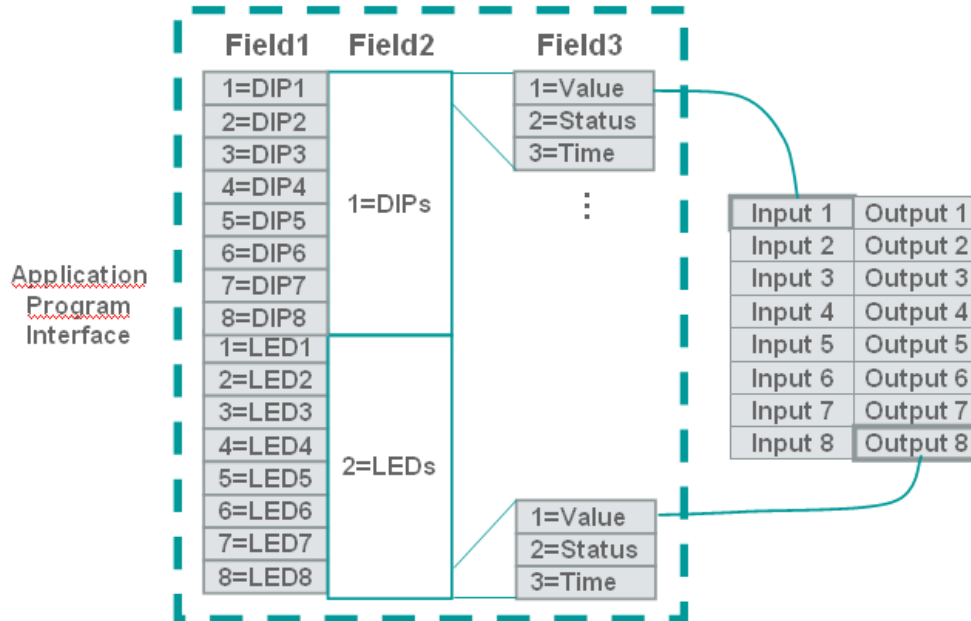 Field1 Field2 Field3
1=DIP1
2=DIP2
3=DIP3
4=DIP4
5=DIP5
6=DIP6
7=DIP7
8=DIP8
1=LED1
2=LED2
3=LED3
4=LED4
5=LED5
6=LED6
7=LED7
8=LED8
1=DIPs
2=LEDs
1=Value
2=Status
3=Time
⋮
1=Value
2=Status
3=Time
Application
Program
Interface
Input 1 Output 1
Input 2 Output 2
Input 3 Output 3
Input 4 Output 4
Input 5 Output 5
Input 6 Output 6
Input 7 Output 7
Input 8 Output 8